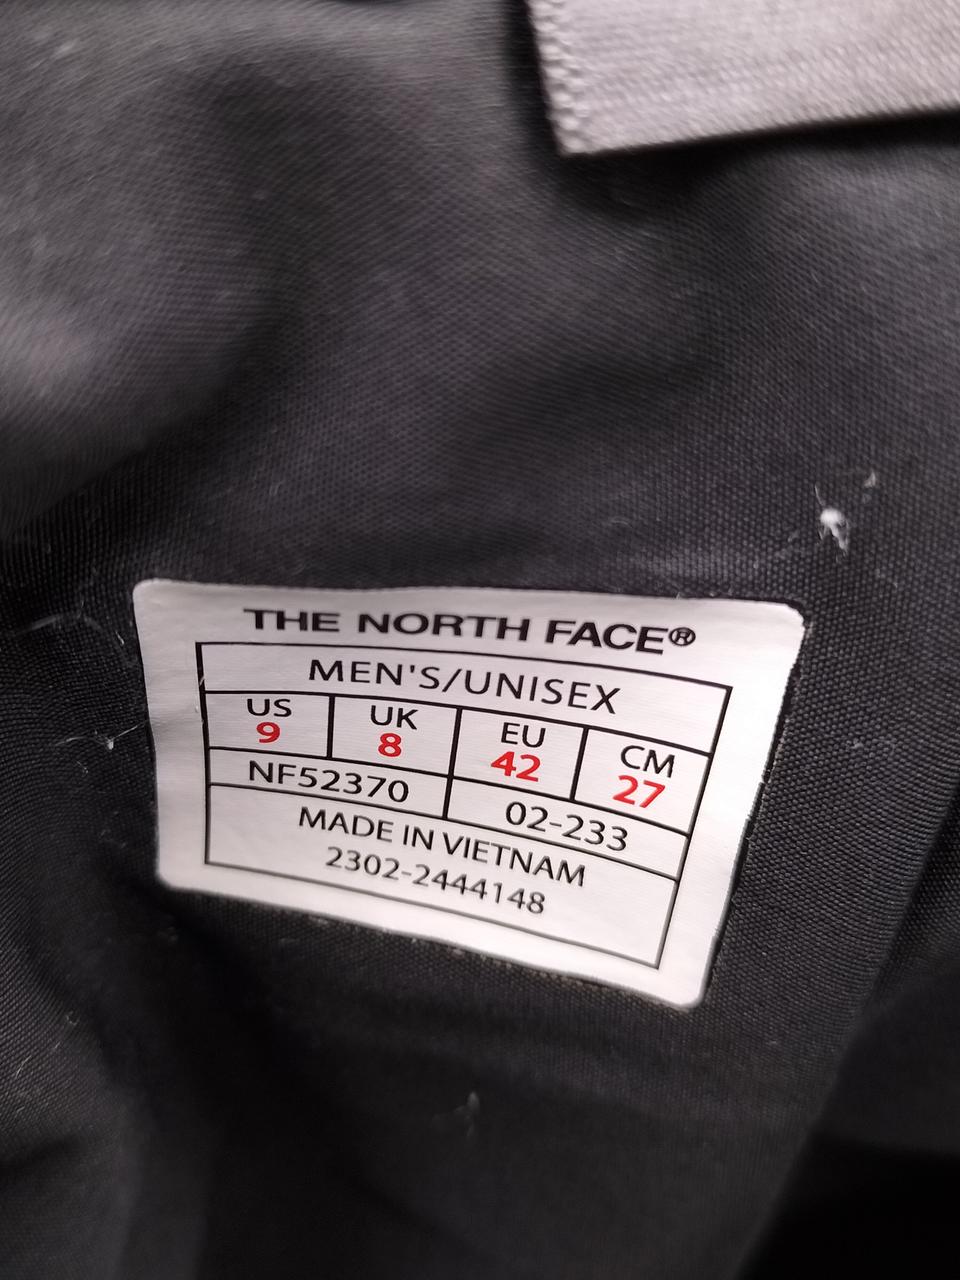 THE NORTH FACE®
MEN'S/UNISEX
US UK EU CM
9 8 42 27
NF52370 02-233
MADE IN VIETNAM
2302-2444148